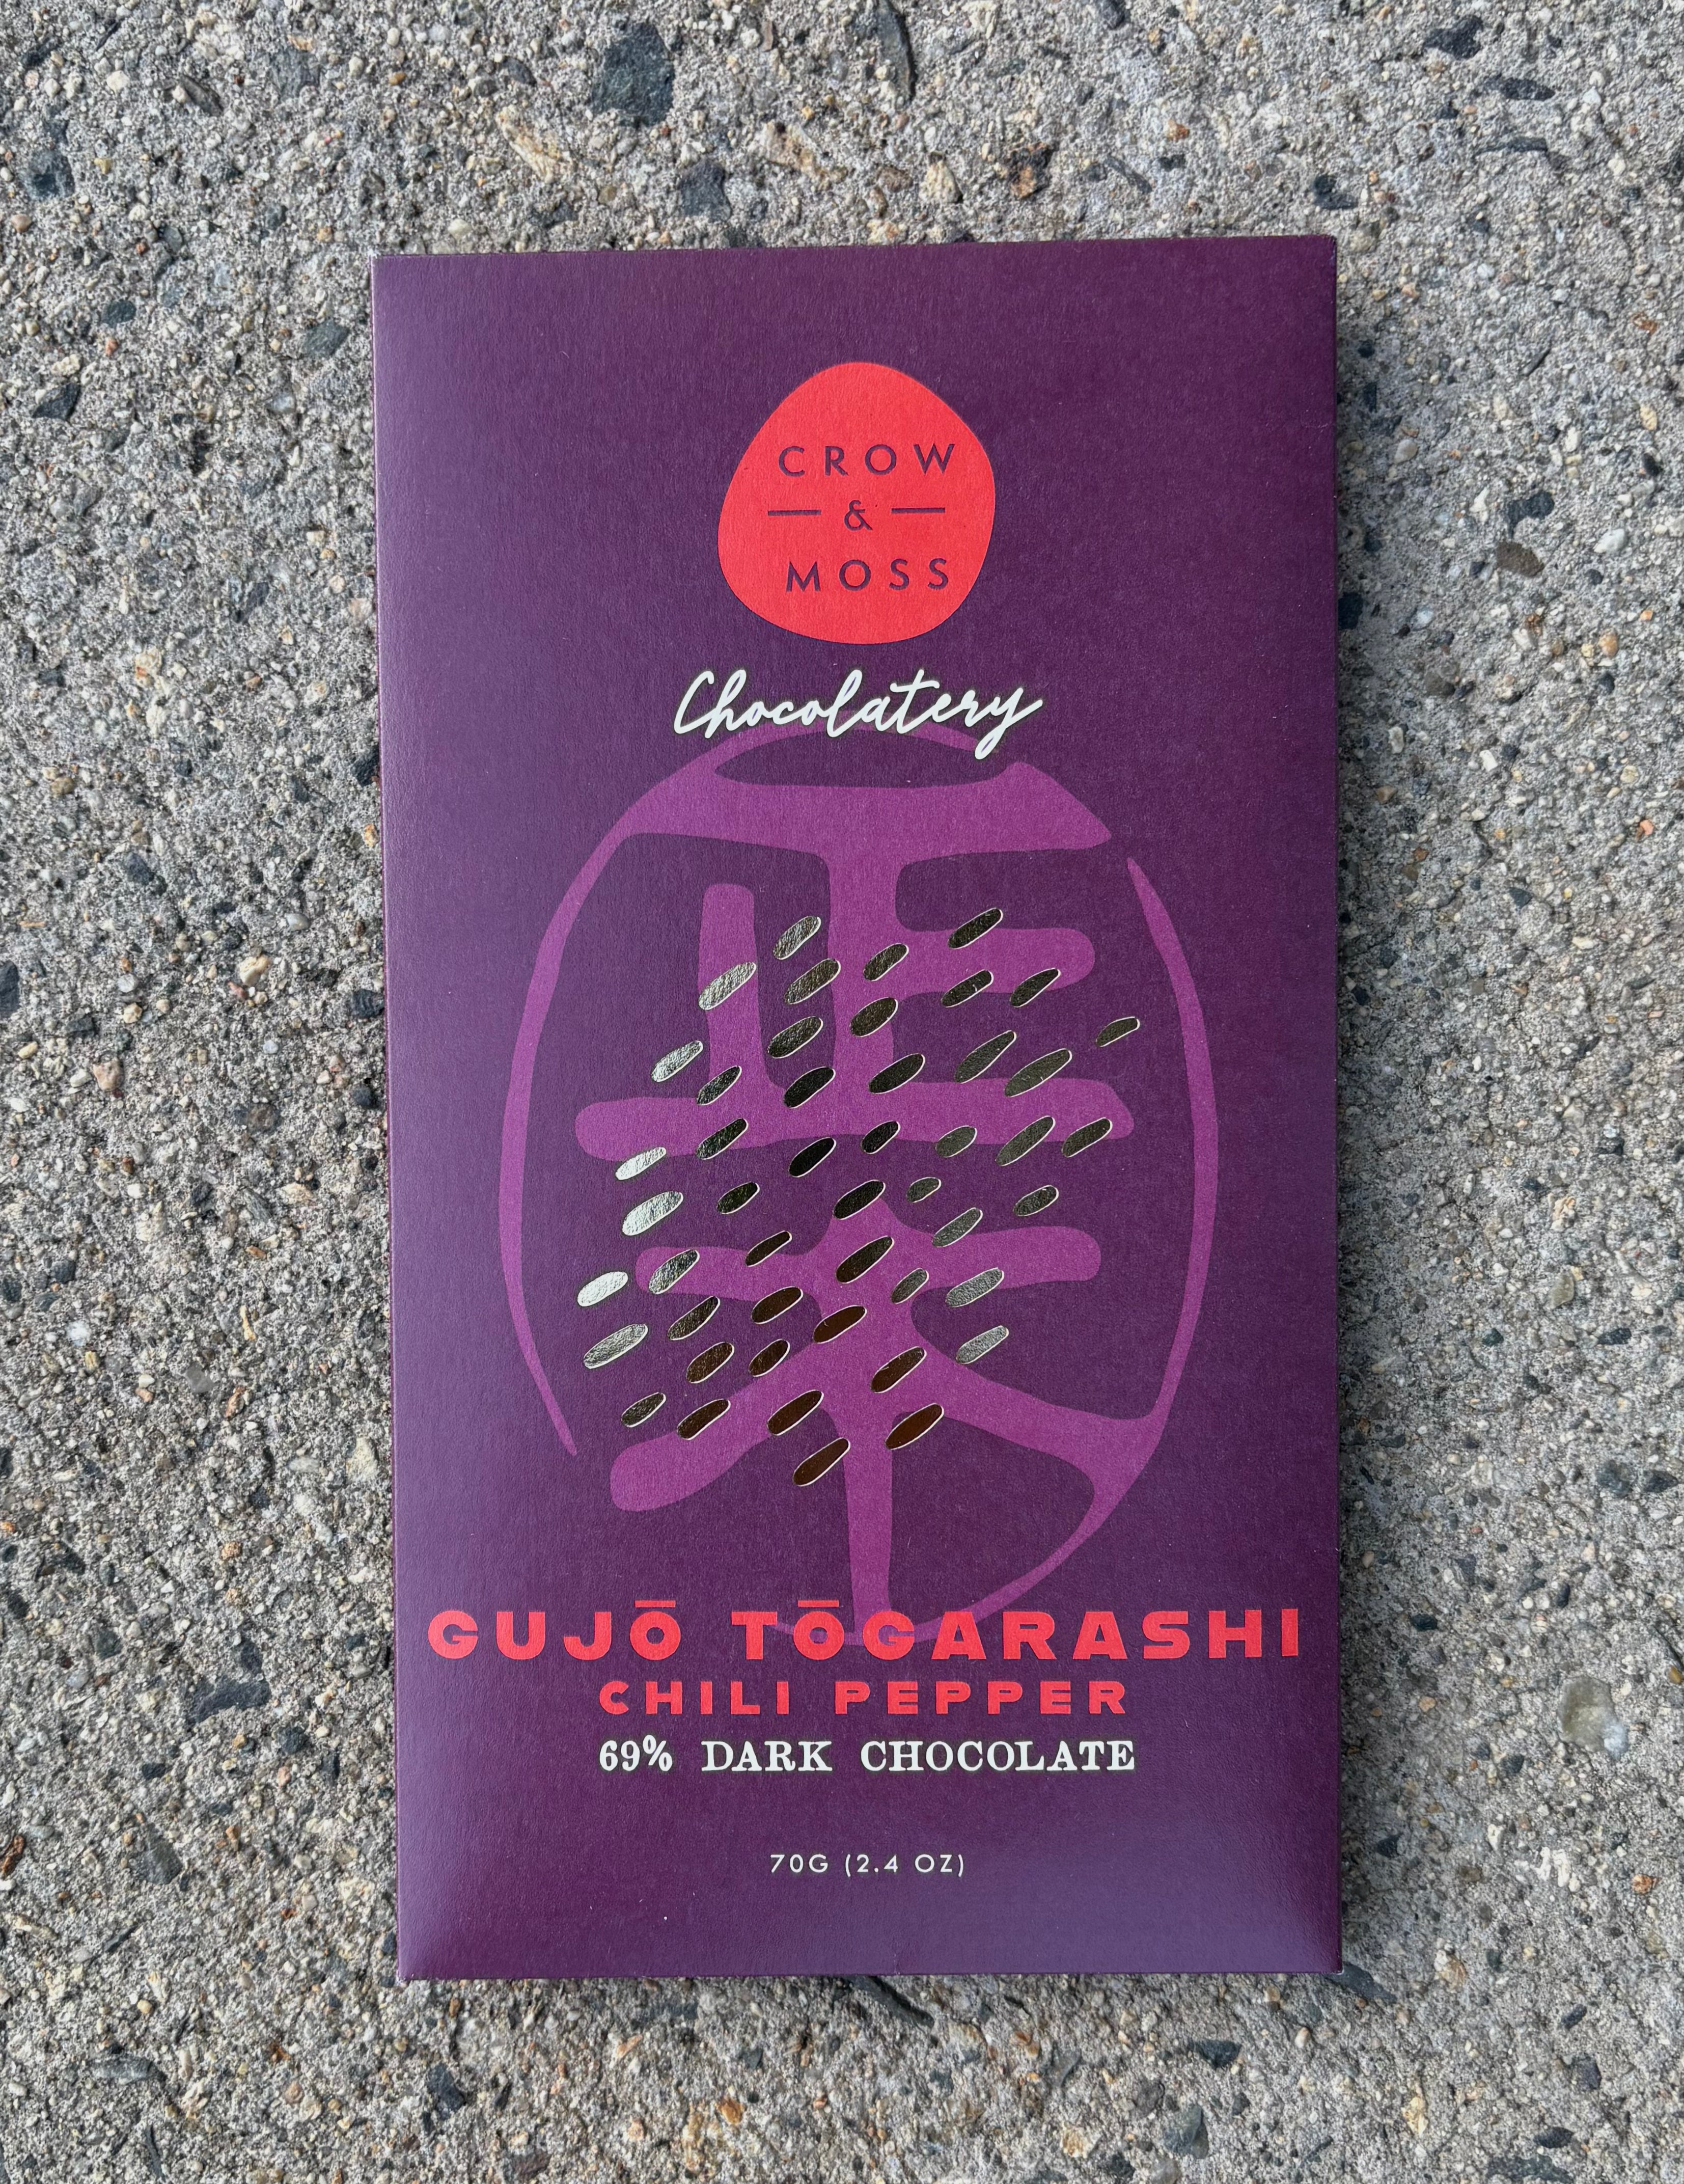 CROW
&
MOSS
Chocolatery
GUJŌ TŌGARASHI
CHILI PEPPER
69% DARK CHOCOLATE
70G (2.4 OZ)